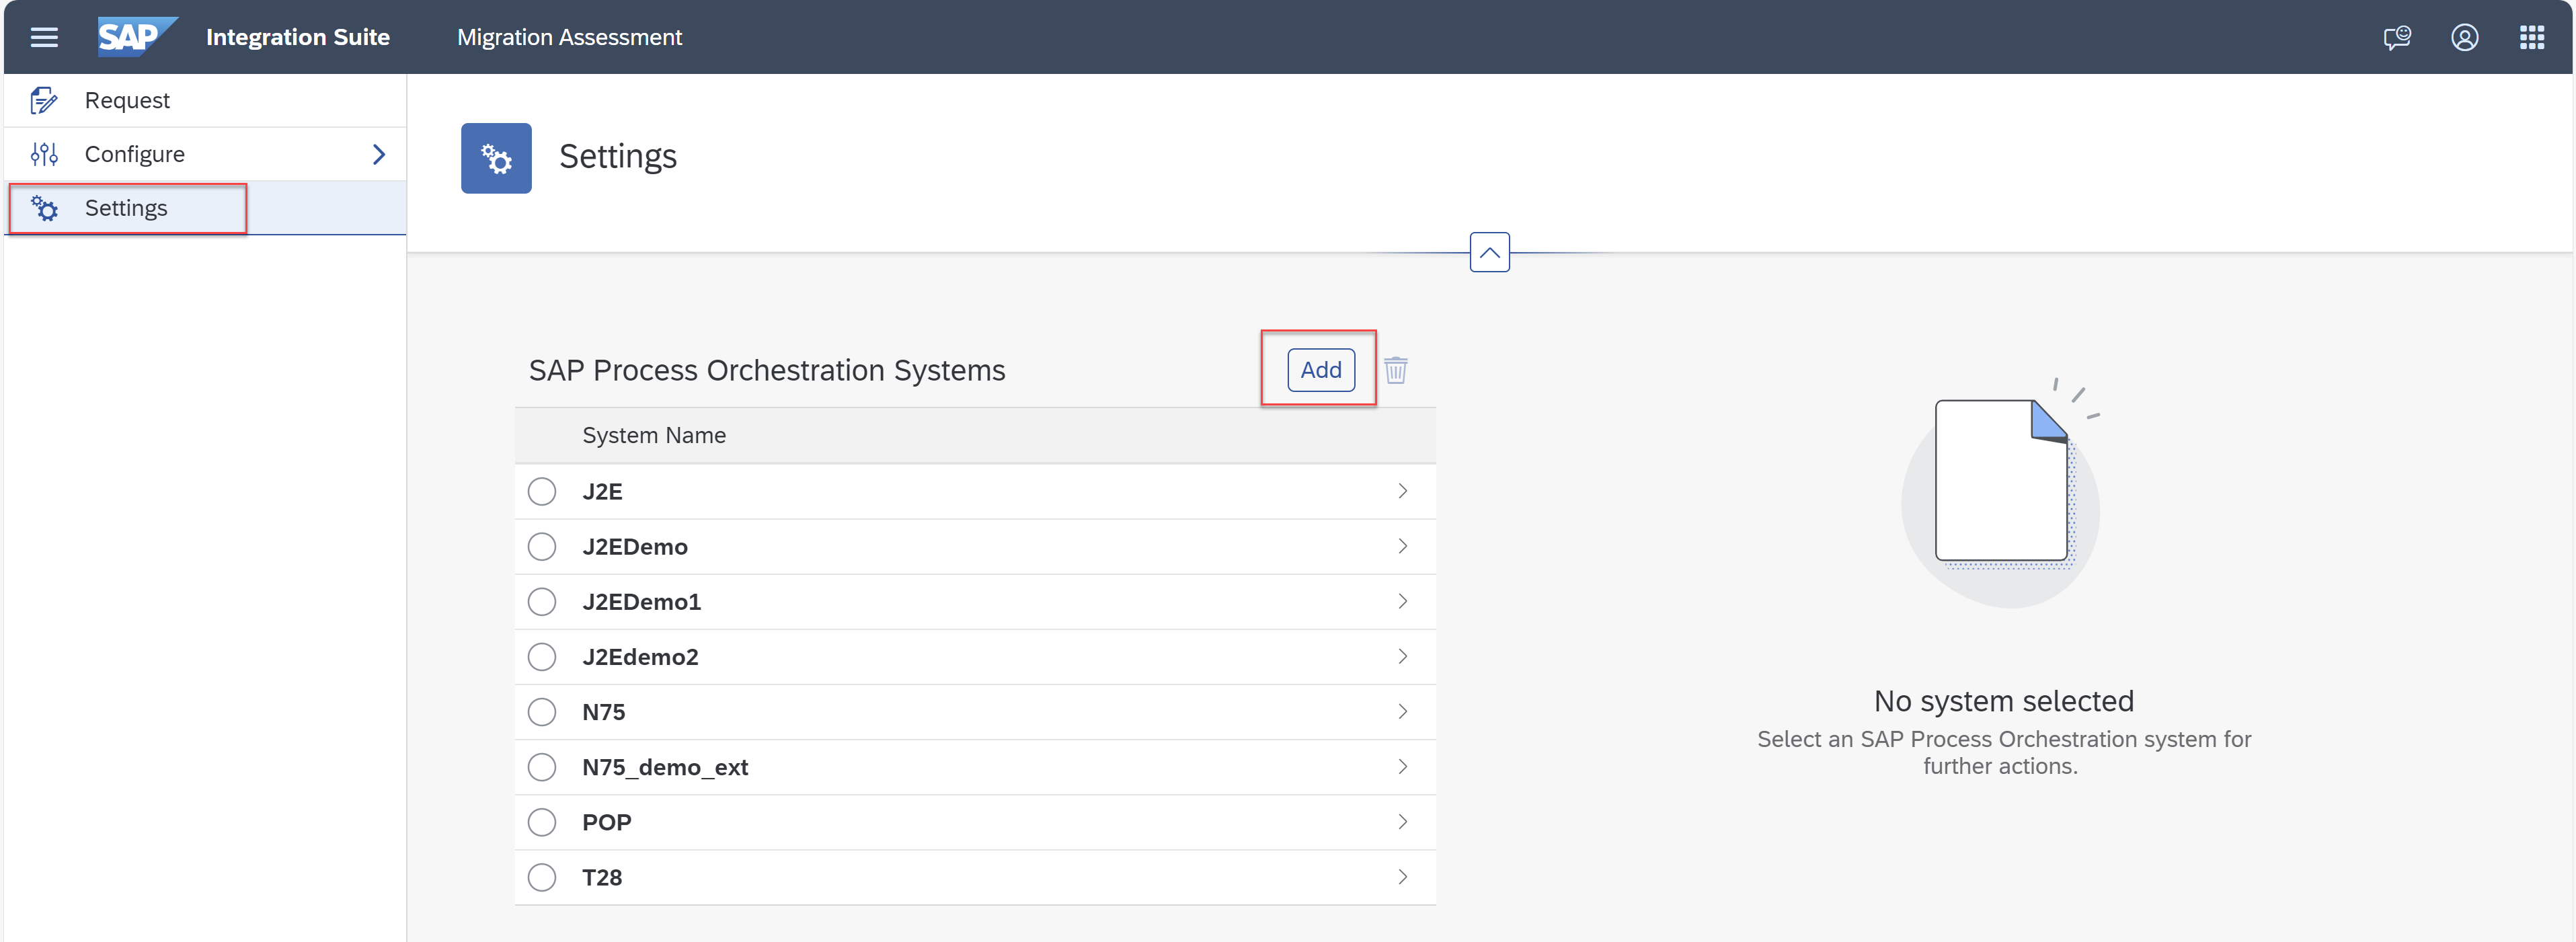 SAP Integration Suite Migration Assessment
Request
Configure
Settings
Settings
SAP Process Orchestration Systems Add
System Name
J2E
J2EDemo
J2EDemo1
J2Edemo2
N75
N75_demo_ext
POP
T28
No system selected
Select an SAP Process Orchestration system for
further actions.